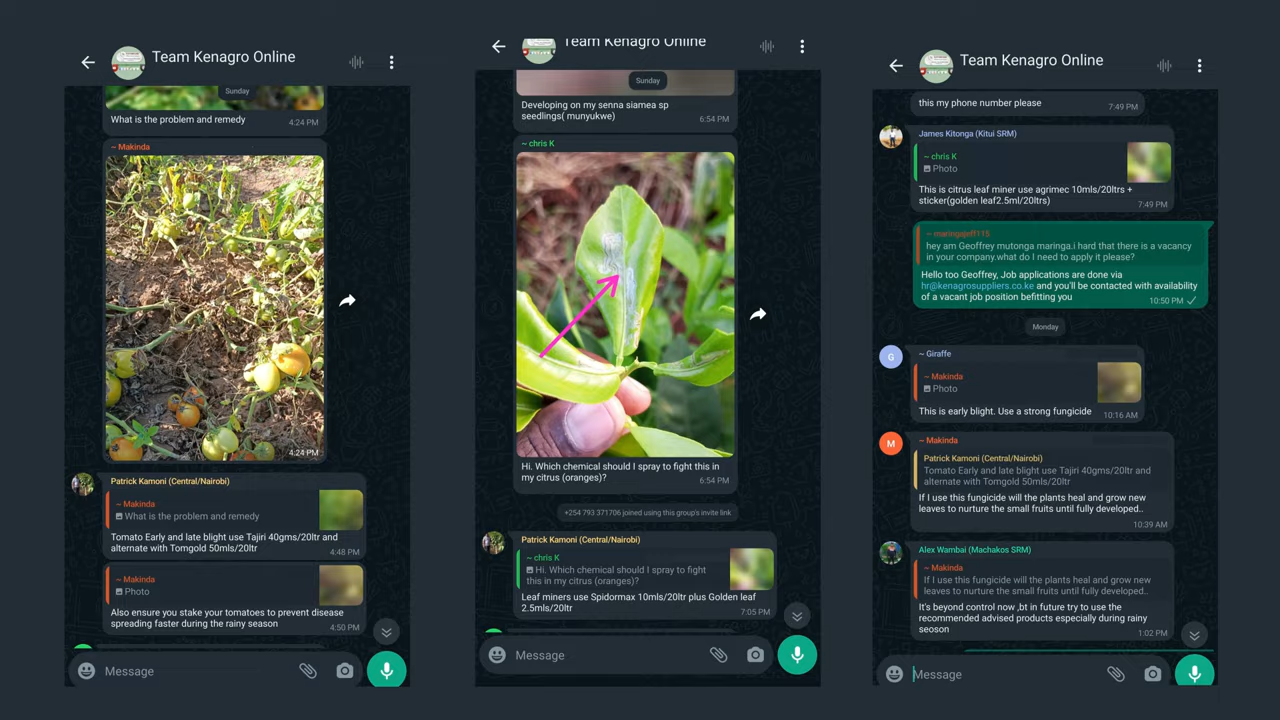 Team Kenagro Online
Sunday
What is the problem and remedy
4:24 PM
~ Makinda
4:24 PM
Patrick Kamoni (Central/Nairobi)
~ Makinda
What is the problem and remedy
Tomato Early and late blight use Tajiri 40gms/20ltr and
alternate with Tomgold 50mls/20ltr
4:48 PM
~ Makinda
Photo
Also ensure you stake your tomatoes to prevent disease
spreading faster during the rainy season
4:50 PM
Message
Team Kenagro Online
Sunday
Developing on my senna siamea sp
seedlings( munyukwe)
6:54 PM
~ chris K
Hi. Which chemical should I spray to fight this in
my citrus (oranges)?
6:54 PM
+254 793 371706 joined using this group's invite link
Patrick Kamoni (Central/Nairobi)
~ chris K
Hi. Which chemical should I spray to fight
this in my citrus (oranges)?
Leaf miners use Spidormax 10mls/20ltr plus Golden leaf
2.5mls/20ltr
7:05 PM
Message
Team Kenagro Online
this my phone number please
7:49 PM
James Kitonga (Kitui SRM)
~ chris K
Photo
This is citrus leaf miner use agrimec 10mls/20ltrs +
sticker(golden leaf2.5ml/20ltrs)
7:49 PM
~ maringajeff115
hey am Geoffrey mutonga maringa.i hard that there is a vacancy
in your company.what do I need to apply it please?
Hello too Geoffrey, Job applications are done via
hr@kenagrosuppliers.co.ke and you'll be contacted with availability
of a vacant job position befitting you
10:50 PM
Monday
G
~ Giraffe
~ Makinda
Photo
This is early blight. Use a strong fungicide
10:16 AM
M
~ Makinda
Patrick Kamoni (Central/Nairobi)
Tomato Early and late blight use Tajiri 40gms/20ltr and
alternate with Tomgold 50mls/20ltr
If I use this fungicide will the plants heal and grow new
leaves to nurture the small fruits until fully developed..
10:39 AM
Alex Wambai (Machakos SRM)
~ Makinda
If I use this fungicide will the plants heal and grow new
leaves to nurture the small fruits until fully developed..
It's beyond control now ,bt in future try to use the
recommended advised products especially during rainy
seoson
1:02 PM
Message